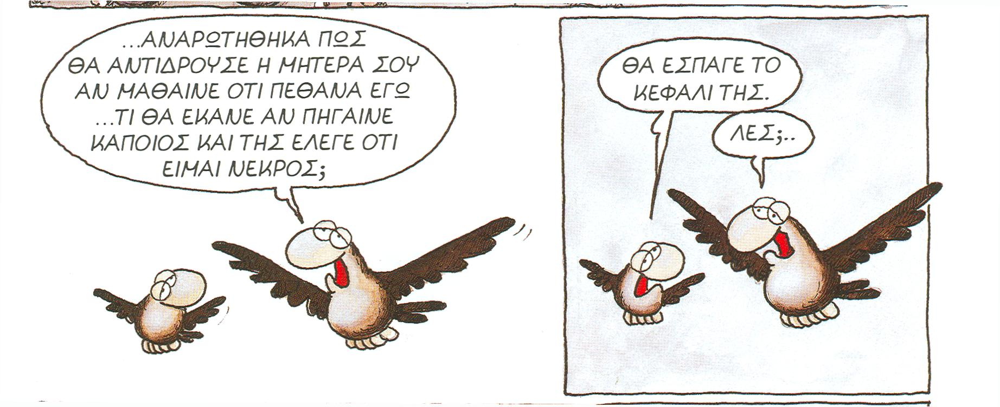 ...ΑΝΑΡΩΤΗΘΗΚΑ ΠΩΣ
ΘΑ ΑΝΤΙΔΡΟΥΣΕ Η ΜΗΤΕΡΑ ΣΟΥ
ΑΝ ΜΑΘΑΙΝΕ ΟΤΙ ΠΕΘΑΝΑ ΕΓΩ
...ΤΙ ΘΑ ΕΚΑΝΕ ΑΝ ΠΗΓΑΙΝΕ
ΚΑΠΟΙΟΣ ΚΑΙ ΤΗΣ ΕΛΕΓΕ ΟΤΙ
ΕΙΜΑΙ ΝΕΚΡΟΣ;
ΘΑ ΕΣΠΑΓΕ ΤΟ
ΚΕΦΑΛΙ ΤΗΣ.
ΛΕΣ;..